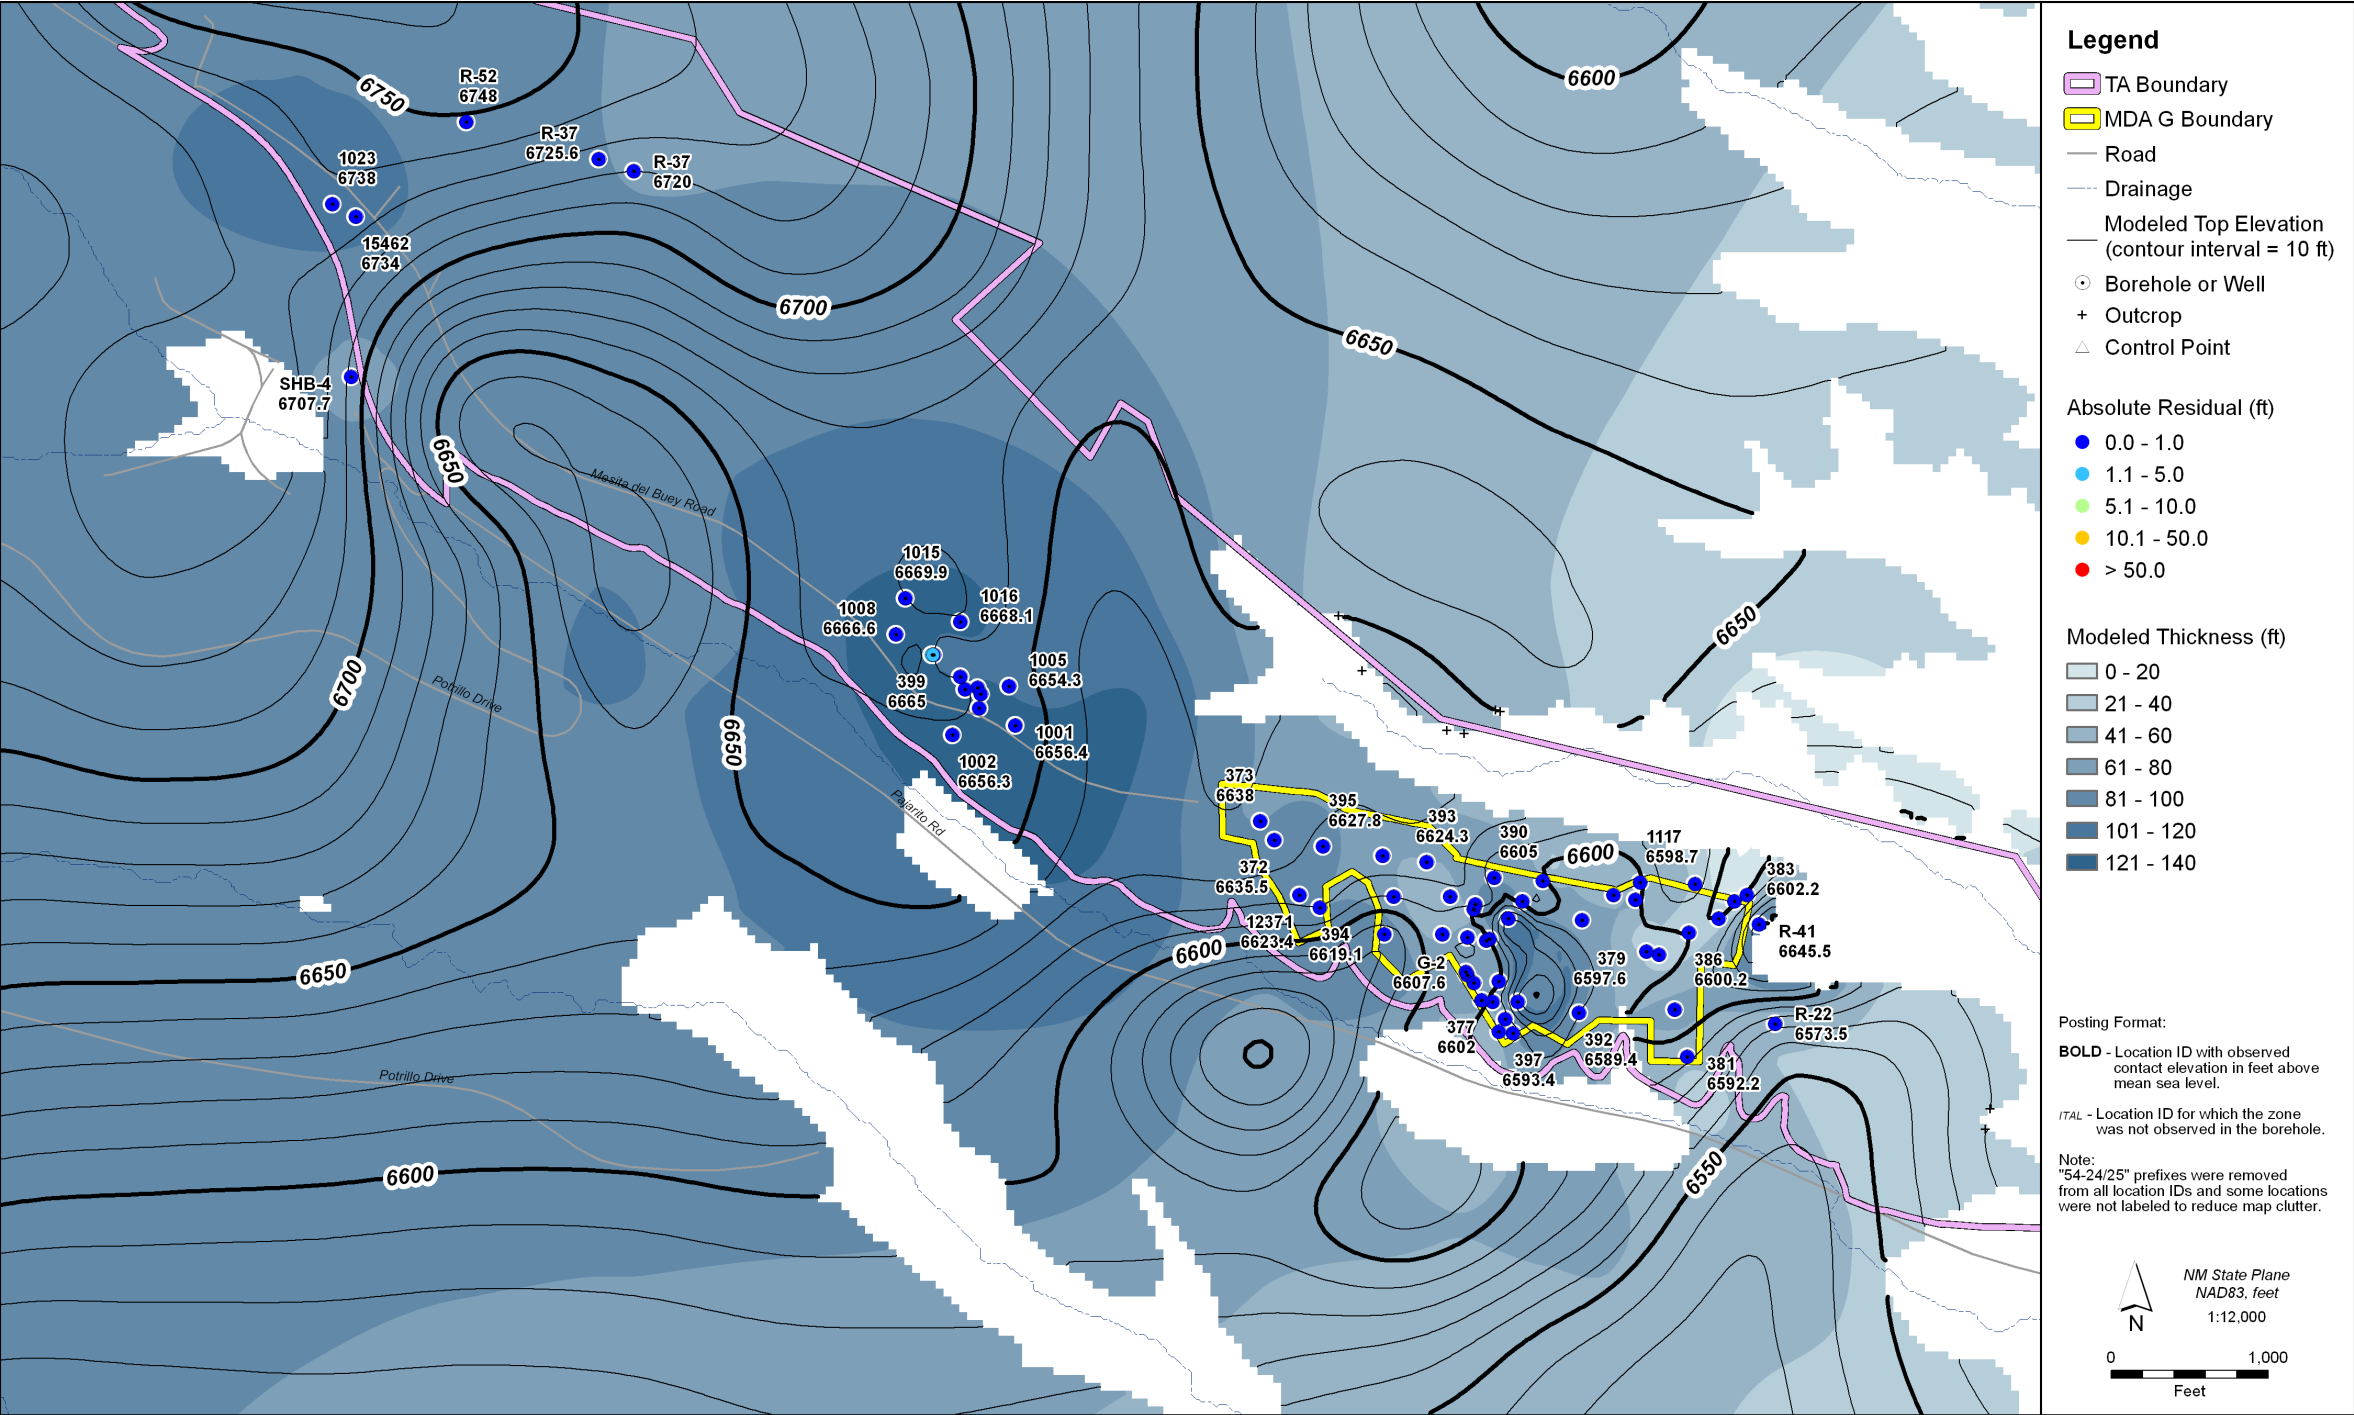 6750
R-52
6748
R-37
6725.6
R-37
6720
1023
6738
15462
6734
6700
6600
6650
SHB-4
6707.7
6650
Mesita del Buey Road
1015
6669.9
1016
6668.1
1008
6666.6
399
6665
1005
6654.3
1001
6656.4
1002
6656.3
6700
Potrillo Drive
6650
6650
Pajarito Rd
373
6638
395
6627.8
393
6624.3
390
6605
6600
1117
6598.7
383
6602.2
372
6635.5
12371
6623.4
394
6619.1
G-2
6607.6
379
6597.6
386
6600.2
R-41
6645.5
6600
6650
377
6602
397
6593.4
392
6589.4
381
6592.2
R-22
6573.5
Potrillo Drive
6600
6550
Legend
TA Boundary
MDA G Boundary
Road
Drainage
Modeled Top Elevation
(contour interval = 10 ft)
Borehole or Well
Outcrop
Control Point
Absolute Residual (ft)
0.0 - 1.0
1.1 - 5.0
5.1 - 10.0
10.1 - 50.0
> 50.0
Modeled Thickness (ft)
0 - 20
21 - 40
41 - 60
61 - 80
81 - 100
101 - 120
121 - 140
Posting Format:
BOLD - Location ID with observed
contact elevation in feet above
mean sea level.
ITAL - Location ID for which the zone
was not observed in the borehole.
Note:
"54-24/25" prefixes were removed
from all location IDs and some locations
were not labeled to reduce map clutter.
N
NM State Plane
NAD83, feet
1:12,000
0 1,000
Feet